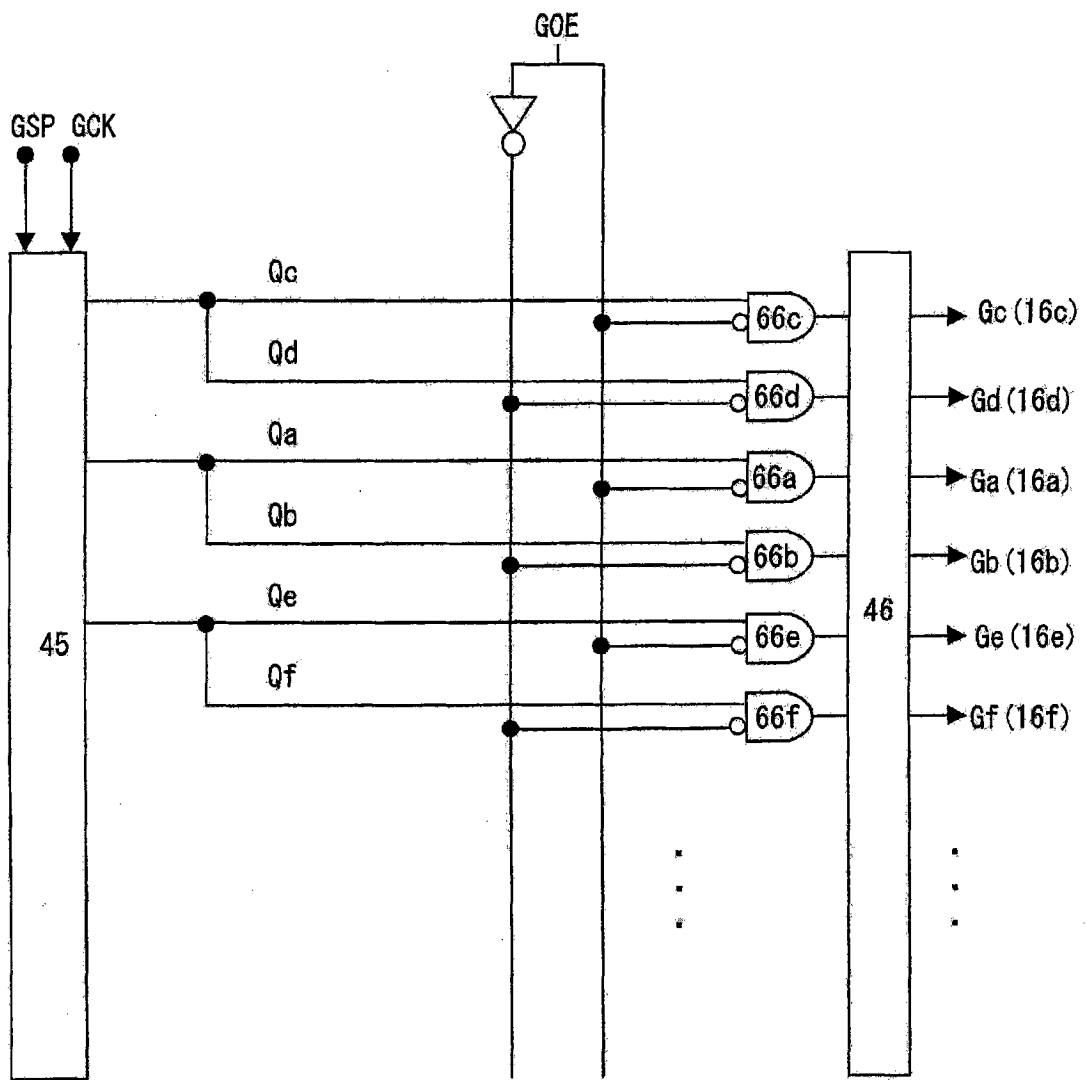 GOE
GSP GCK
Qc
66c
Gc(16c)
Qd
66d
Gd(16d)
Qa
66a
Ga(16a)
Qb
66b
Gb(16b)
Qe
45
66e
46
Ge(16e)
Qf
66f
Gf(16f)